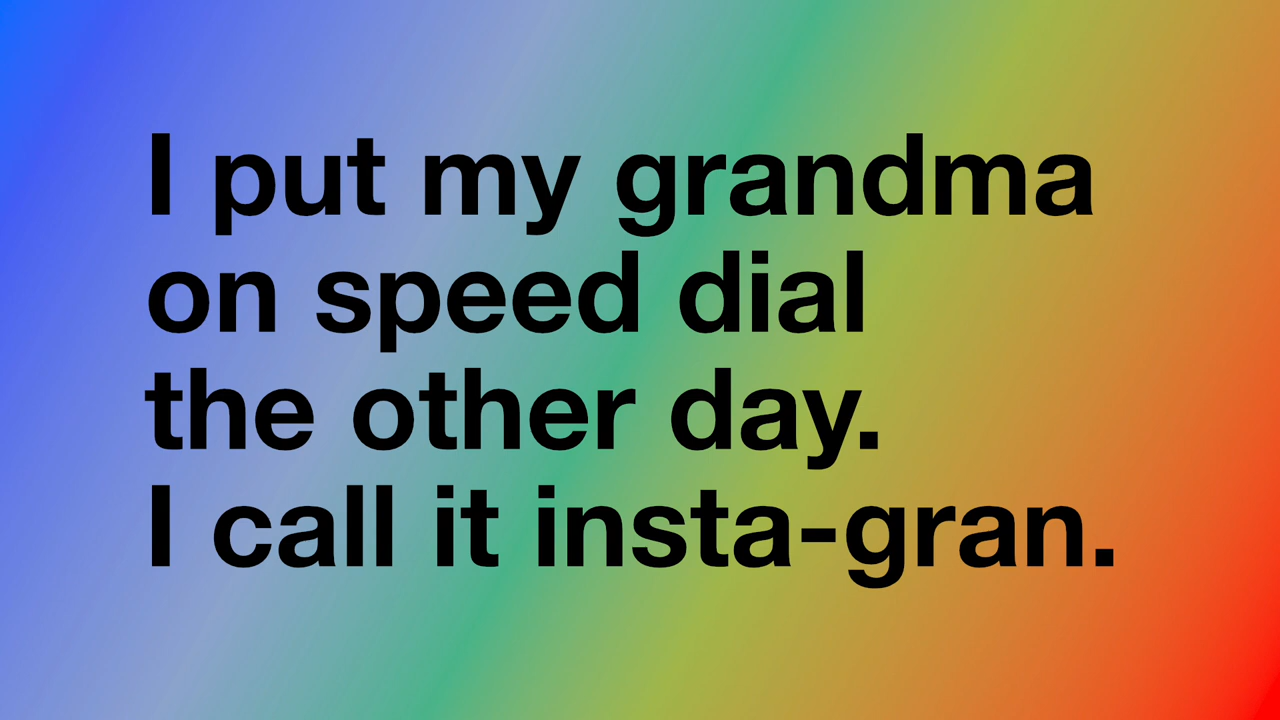 I put my grandma
on speed dial
the other day.
I call it insta-gran.